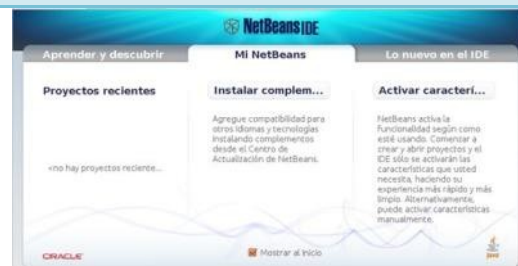 NetBeans IDE
Aprender y descubrir
Mi NetBeans
Lo nuevo en el IDE
Proyectos recientes
<no hay proyectos reciente...
Instalar complem...
Agregue compatibilidad para
otros idiomas y tecnologías
instalando complementos
desde el Centro de
Actualización de NetBeans.
Activar caracterí...
NetBeans activa la
funcionalidad según como
esté usando. Comenzar a
crear y abrir proyectos y el
IDE sólo se activarán las
características que usted
necesita, haciendo su
experiencia más rápido y más
limpio. Alternativamente,
puede activar características
manualmente.
ORACLE
Mostrar al inicio
Java